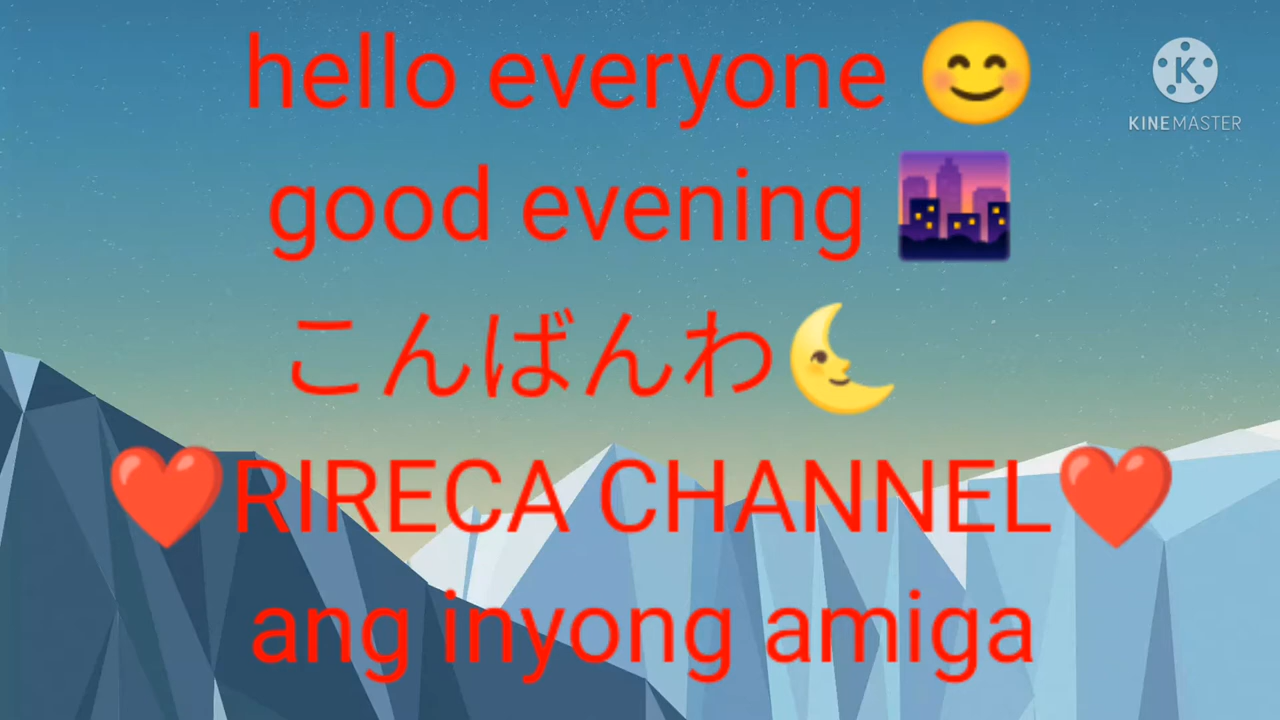 hello everyone 😊
KINEMASTER
good evening 🌆
こんばんわ🌜
❤️RIRECA CHANNEL❤️
ang inyong amiga